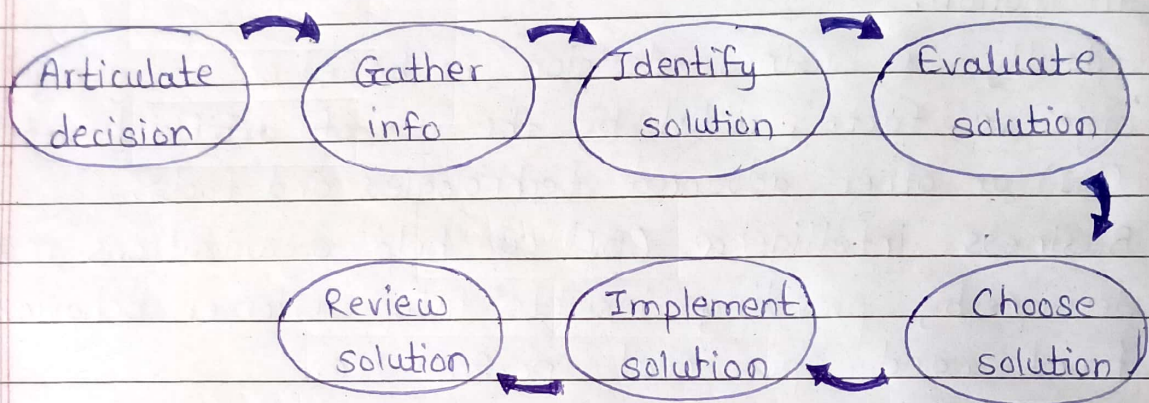 Articulate
decision
Gather
info
Identify
solution
Evaluate
solution
Choose
solution
Implement
solution
Review
solution